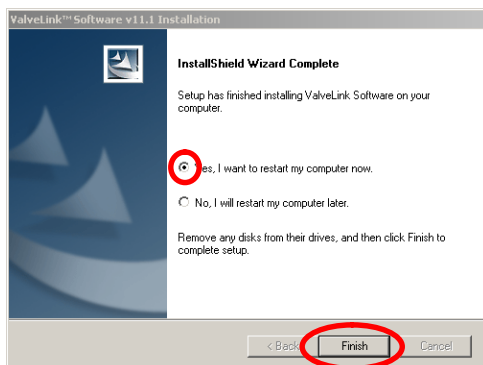 ValveLink™ Software v11.1 Installation
InstallShield Wizard Complete
Setup has finished installing ValveLink Software on your
computer.
Yes, I want to restart my computer now.
No, I will restart my computer later.
Remove any disks from their drives, and then click Finish to
complete setup.
< Back Finish Cancel